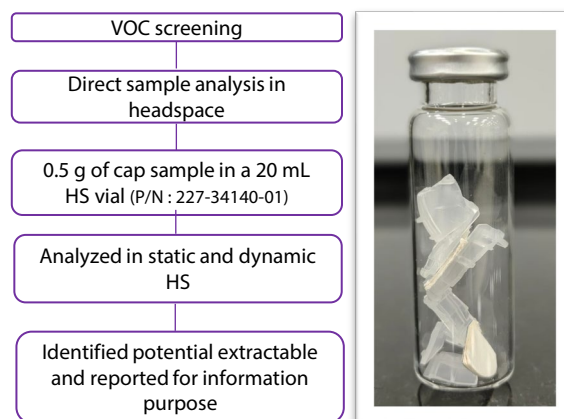 VOC screening
Direct sample analysis in
headspace
0.5 g of cap sample in a 20 mL
HS vial (P/N : 227-34140-01)
Analyzed in static and dynamic
HS
Identified potential extractable
and reported for information
purpose